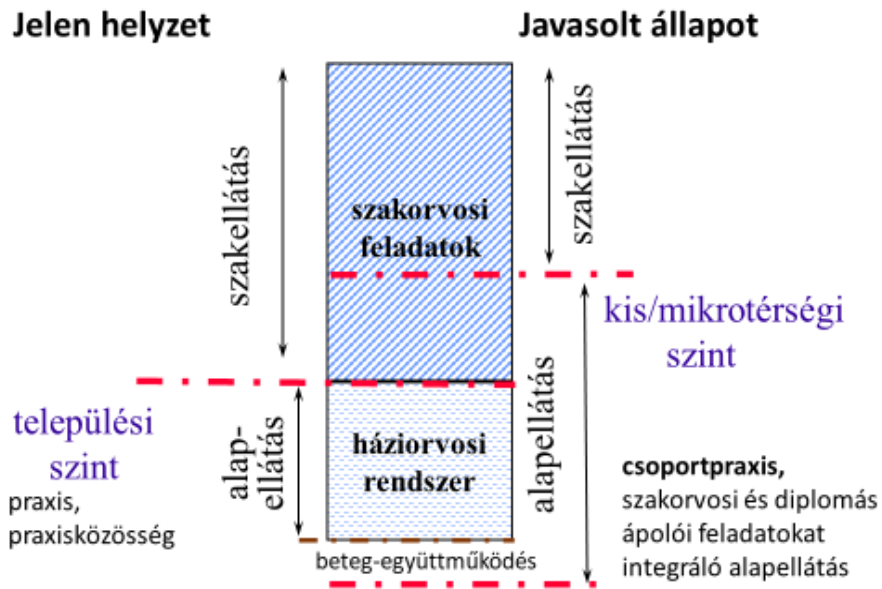 Jelen helyzet
Javasolt állapot
szakellátás
szakorvosi
feladatok
szakellátás
kis/mikrotérségi
szint
települési
szint
praxis,
praxisközösség
alap-
ellátás
háziorvosi
rendszer
alapellátás
csoportpraxis,
szakorvosi és diplomás
ápolói feladatokat
integráló alapellátás
beteg-együttműködés